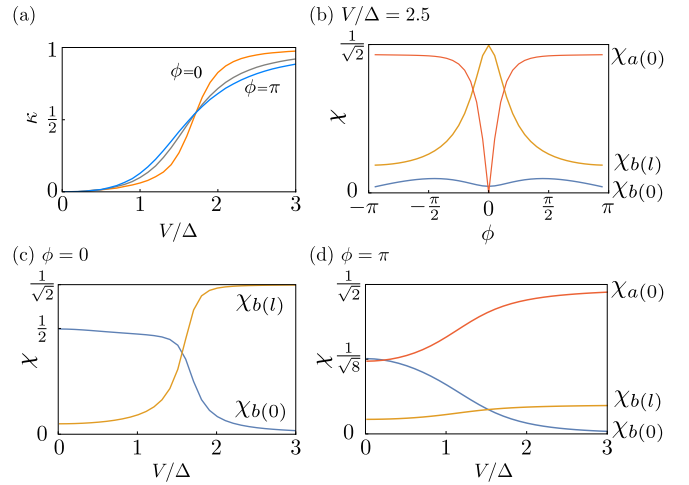 (a)
1
1/2
0
κ
ϕ=0
ϕ=π
0 1 2 3
V/Δ
(b) V/Δ = 2.5
1/√2
0
χ
χa(0)
χb(l)
χb(0)
−π −π/2 0 π/2 π
ϕ
(c) ϕ = 0
1/√2
1/2
0
χ
χb(l)
χb(0)
0 1 2 3
V/Δ
(d) ϕ = π
1/√2
1/√8
0
χ
χa(0)
χb(l)
χb(0)
0 1 2 3
V/Δ